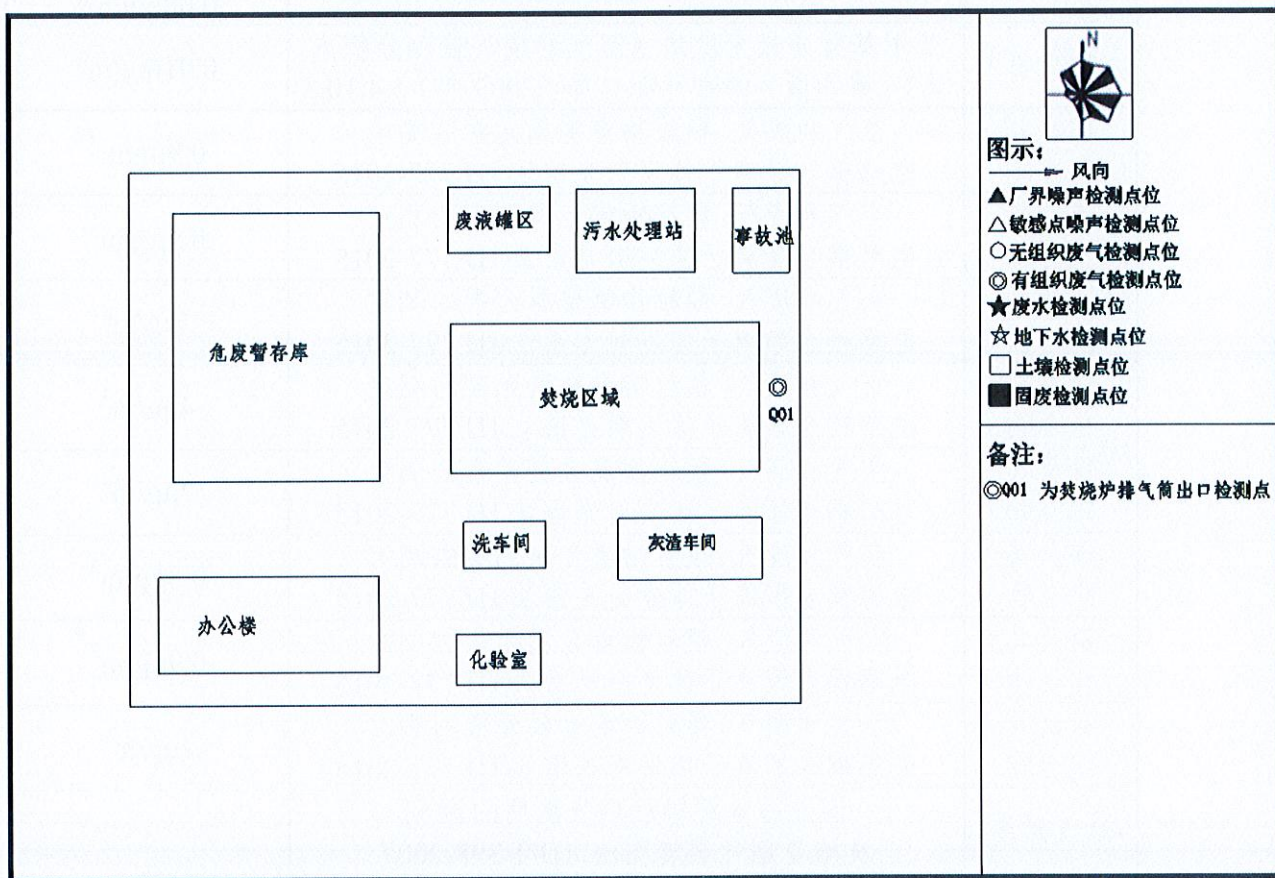 N
图示：
风向
厂界噪声检测点位
敏感点噪声检测点位
无组织废气检测点位
有组织废气检测点位
废水检测点位
地下水检测点位
土壤检测点位
固废检测点位
备注：
Q01 为焚烧炉排气筒出口检测点
废液罐区
污水处理站
事故池
危废暂存库
焚烧区域
Q01
洗车间
灰渣车间
办公楼
化验室